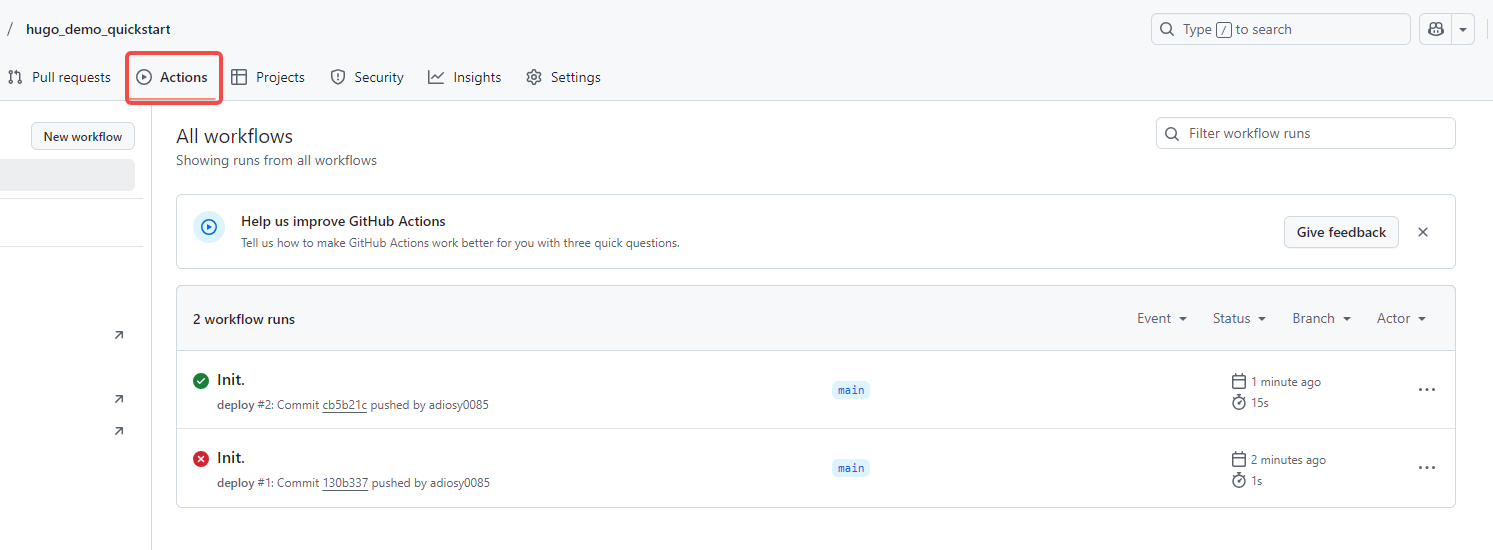 / hugo_demo_quickstart
Type / to search
Pull requests Actions Projects Security Insights Settings
New workflow
All workflows
Showing runs from all workflows
Filter workflow runs
Help us improve GitHub Actions
Tell us how to make GitHub Actions work better for you with three quick questions.
Give feedback
2 workflow runs
Event Status Branch Actor
Init.
deploy #2: Commit cb5b21c pushed by adiosy0085
main
1 minute ago
15s
Init.
deploy #1: Commit 130b337 pushed by adiosy0085
main
2 minutes ago
1s